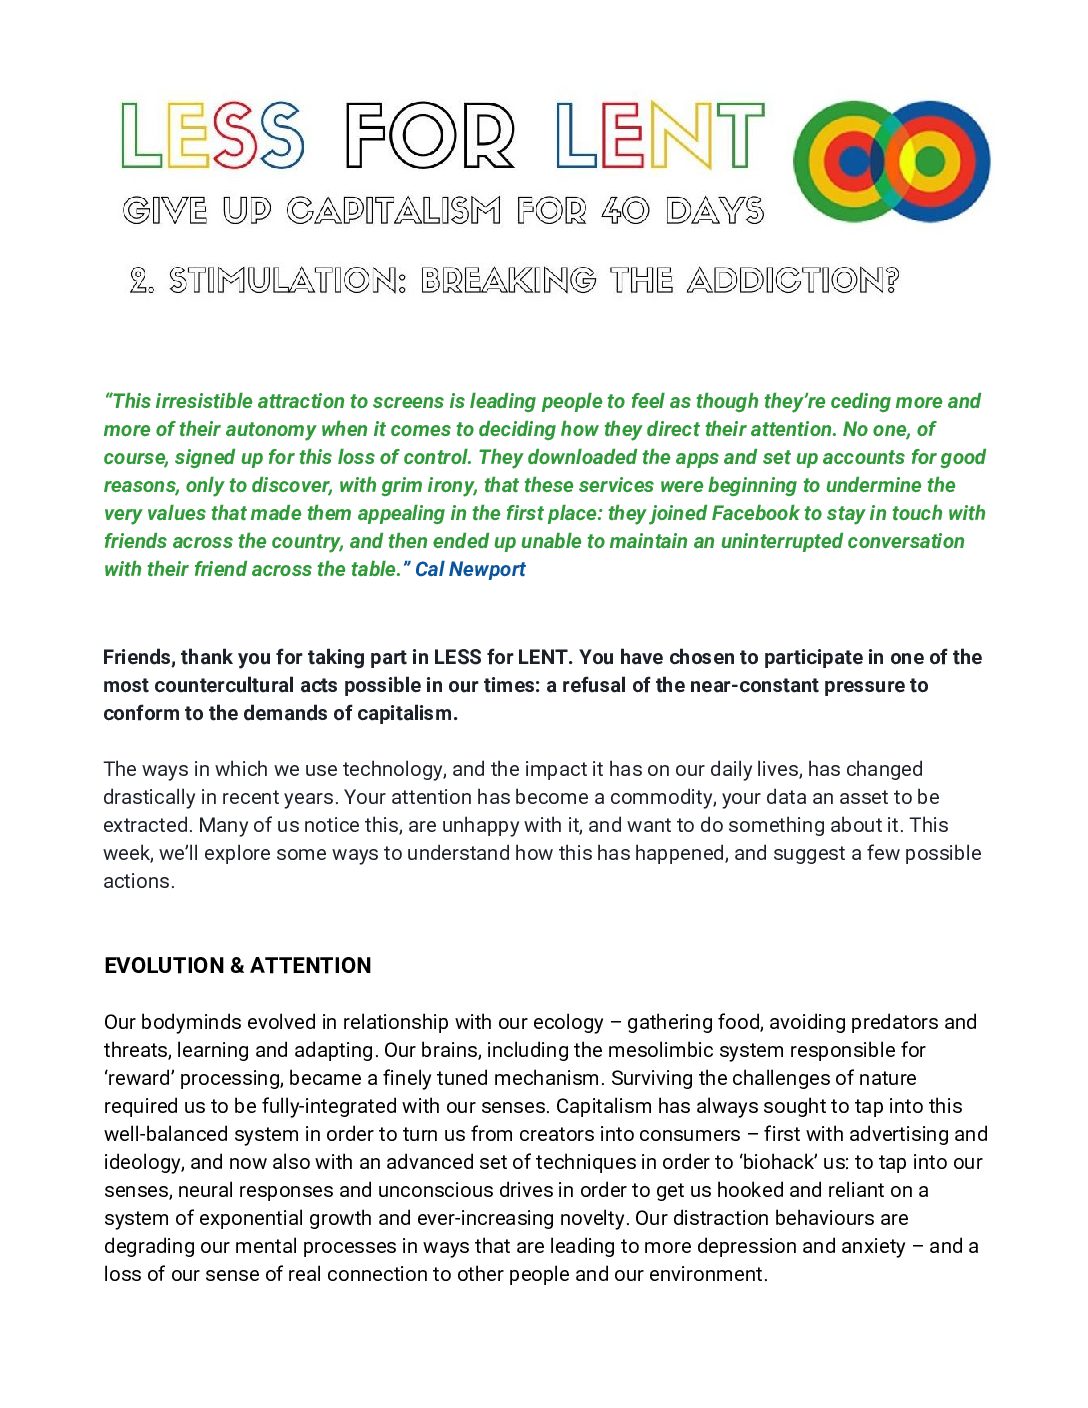 LESS FOR LENT
GIVE UP CAPITALISM FOR 40 DAYS
2. STIMULATION: BREAKING THE ADDICTION?
“This irresistible attraction to screens is leading people to feel as though they’re ceding more and
more of their autonomy when it comes to deciding how they direct their attention. No one, of
course, signed up for this loss of control. They downloaded the apps and set up accounts for good
reasons, only to discover, with grim irony, that these services were beginning to undermine the
very values that made them appealing in the first place: they joined Facebook to stay in touch with
friends across the country, and then ended up unable to maintain an uninterrupted conversation
with their friend across the table.” Cal Newport
Friends, thank you for taking part in LESS for LENT. You have chosen to participate in one of the
most countercultural acts possible in our times: a refusal of the near-constant pressure to
conform to the demands of capitalism.
The ways in which we use technology, and the impact it has on our daily lives, has changed
drastically in recent years. Your attention has become a commodity, your data an asset to be
extracted. Many of us notice this, are unhappy with it, and want to do something about it. This
week, we’ll explore some ways to understand how this has happened, and suggest a few possible
actions.
EVOLUTION & ATTENTION
Our bodyminds evolved in relationship with our ecology – gathering food, avoiding predators and
threats, learning and adapting. Our brains, including the mesolimbic system responsible for
‘reward’ processing, became a finely tuned mechanism. Surviving the challenges of nature
required us to be fully-integrated with our senses. Capitalism has always sought to tap into this
well-balanced system in order to turn us from creators into consumers – first with advertising and
ideology, and now also with an advanced set of techniques in order to ‘biohack’ us: to tap into our
senses, neural responses and unconscious drives in order to get us hooked and reliant on a
system of exponential growth and ever-increasing novelty. Our distraction behaviours are
degrading our mental processes in ways that are leading to more depression and anxiety – and a
loss of our sense of real connection to other people and our environment.